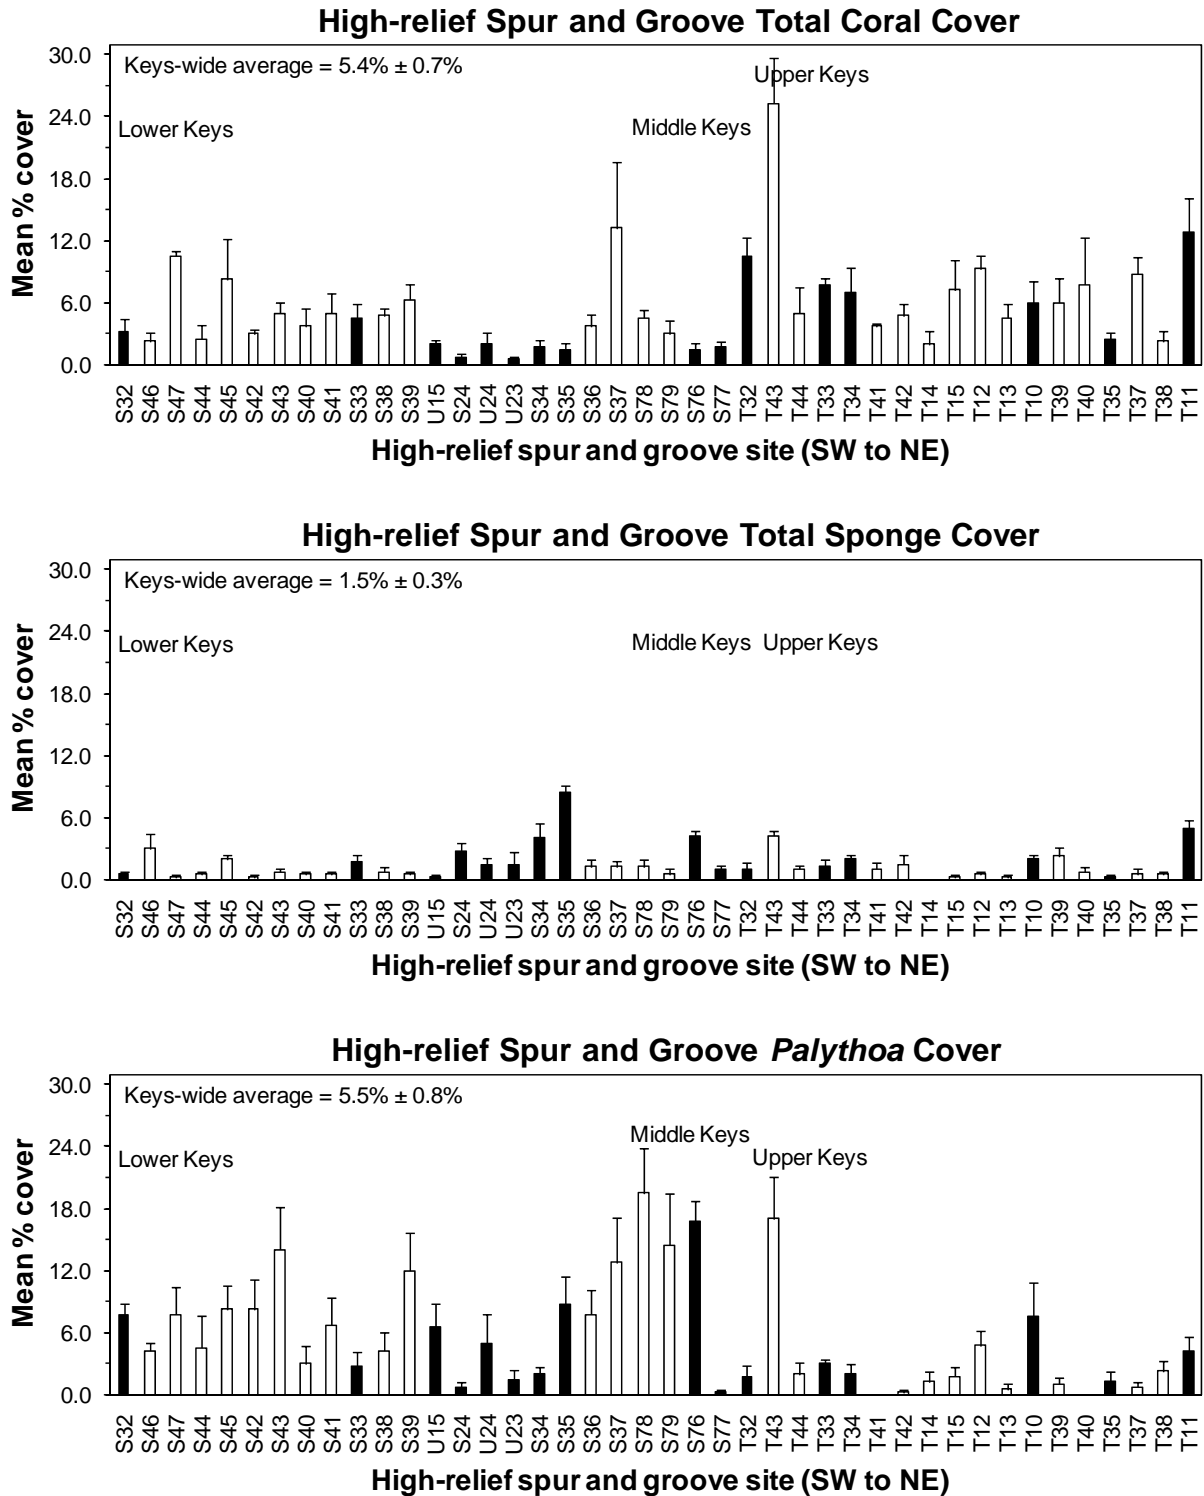 High-relief Spur and Groove Total Coral Cover
30.0
24.0
18.0
12.0
6.0
0.0
Mean % cover
Keys-wide average = 5.4% ± 0.7%
Upper Keys
Lower Keys
Middle Keys
S32 S46 S47 S44 S45 S42 S43 S40 S41 S33 S38 S39 U15 S24 U24 U23 S34 S35 S36 S37 S78 S79 S76 S77 T32 T43 T44 T33 T34 T41 T42 T14 T15 T12 T13 T10 T39 T40 T35 T37 T38 T11
High-relief spur and groove site (SW to NE)
High-relief Spur and Groove Total Sponge Cover
30.0
24.0
18.0
12.0
6.0
0.0
Mean % cover
Keys-wide average = 1.5% ± 0.3%
Lower Keys
Middle Keys
Upper Keys
S32 S46 S47 S44 S45 S42 S43 S40 S41 S33 S38 S39 U15 S24 U24 U23 S34 S35 S36 S37 S78 S79 S76 S77 T32 T43 T44 T33 T34 T41 T42 T14 T15 T12 T13 T10 T39 T40 T35 T37 T38 T11
High-relief spur and groove site (SW to NE)
High-relief Spur and Groove Palythoa Cover
30.0
24.0
18.0
12.0
6.0
0.0
Mean % cover
Keys-wide average = 5.5% ± 0.8%
Middle Keys
Lower Keys
Upper Keys
S32 S46 S47 S44 S45 S42 S43 S40 S41 S33 S38 S39 U15 S24 U24 U23 S34 S35 S36 S37 S78 S79 S76 S77 T32 T43 T44 T33 T34 T41 T42 T14 T15 T12 T13 T10 T39 T40 T35 T37 T38 T11
High-relief spur and groove site (SW to NE)